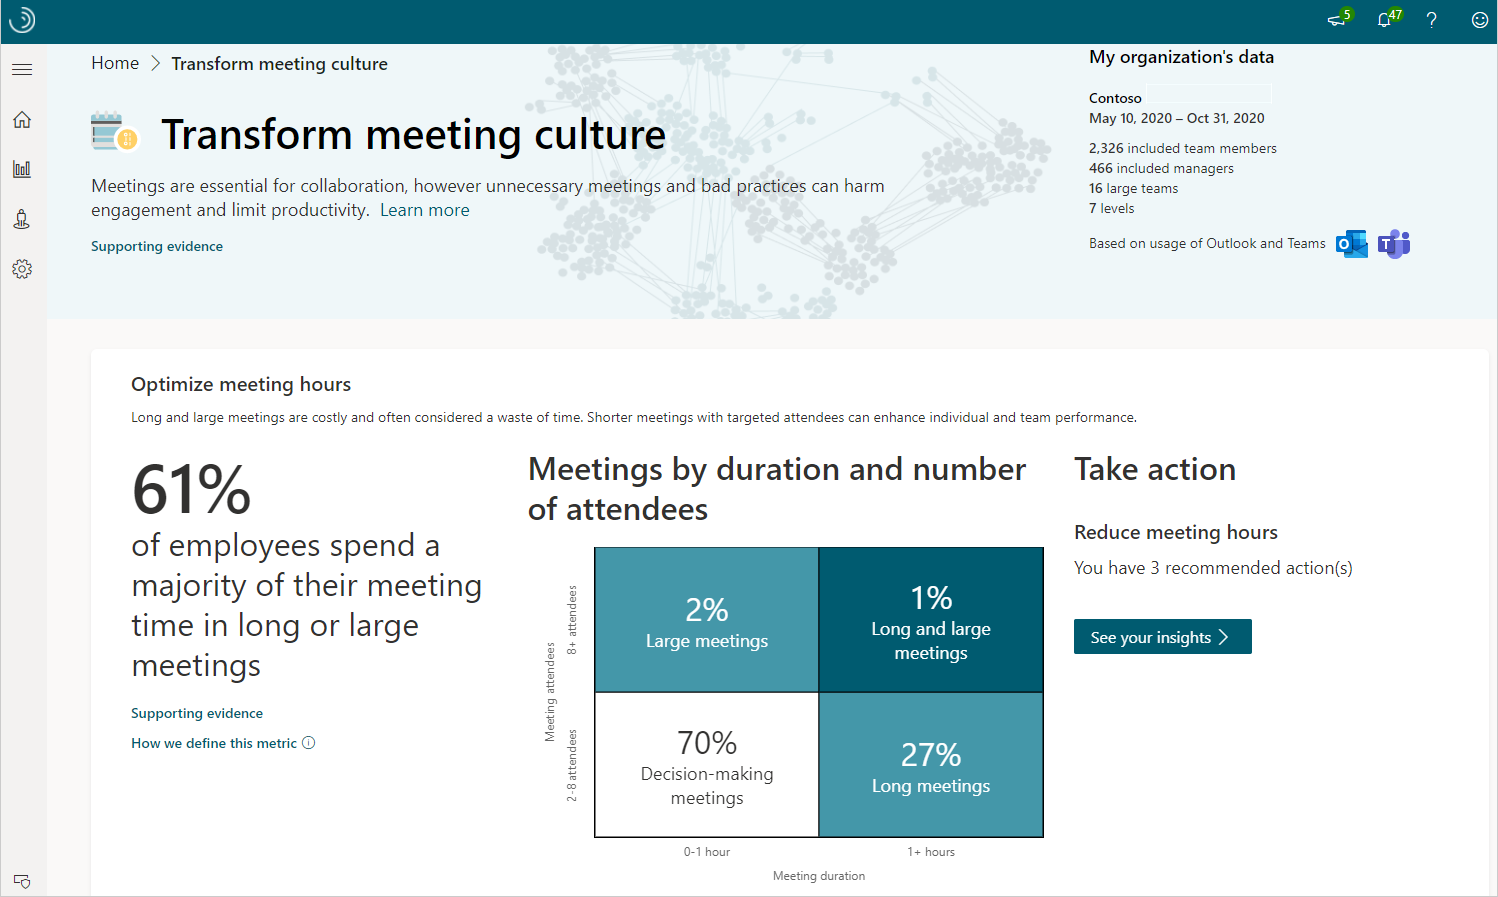 5
47
?
Home > Transform meeting culture
Transform meeting culture
Meetings are essential for collaboration, however unnecessary meetings and bad practices can harm
engagement and limit productivity. Learn more
Supporting evidence
My organization's data
Contoso
May 10, 2020 – Oct 31, 2020
2,326 included team members
466 included managers
16 large teams
7 levels
Based on usage of Outlook and Teams
O
T
Optimize meeting hours
Long and large meetings are costly and often considered a waste of time. Shorter meetings with targeted attendees can enhance individual and team performance.
61%
of employees spend a
majority of their meeting
time in long or large
meetings
Supporting evidence
How we define this metric
Meetings by duration and number
of attendees
Meeting attendees
8+ attendees
2-8 attendees
2%
Large meetings
1%
Long and large
meetings
70%
Decision-making
meetings
27%
Long meetings
0-1 hour
1+ hours
Meeting duration
Take action
Reduce meeting hours
You have 3 recommended action(s)
See your insights >